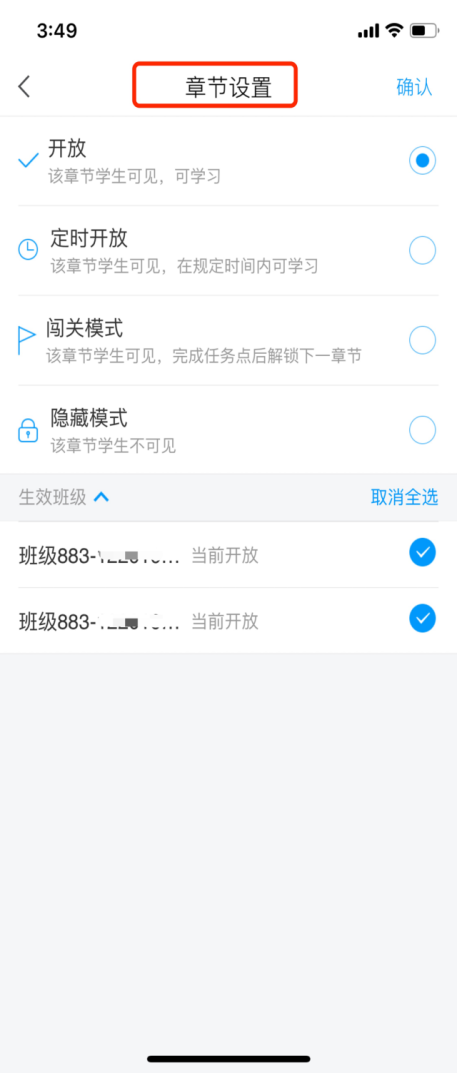 3:49
章节设置
确认
开放
该章节学生可见，可学习
定时开放
该章节学生可见，在规定时间内可学习
闯关模式
该章节学生可见，完成任务点后解锁下一章节
隐藏模式
该章节学生不可见
生效班级
取消全选
班级883-
当前开放
班级883-
当前开放